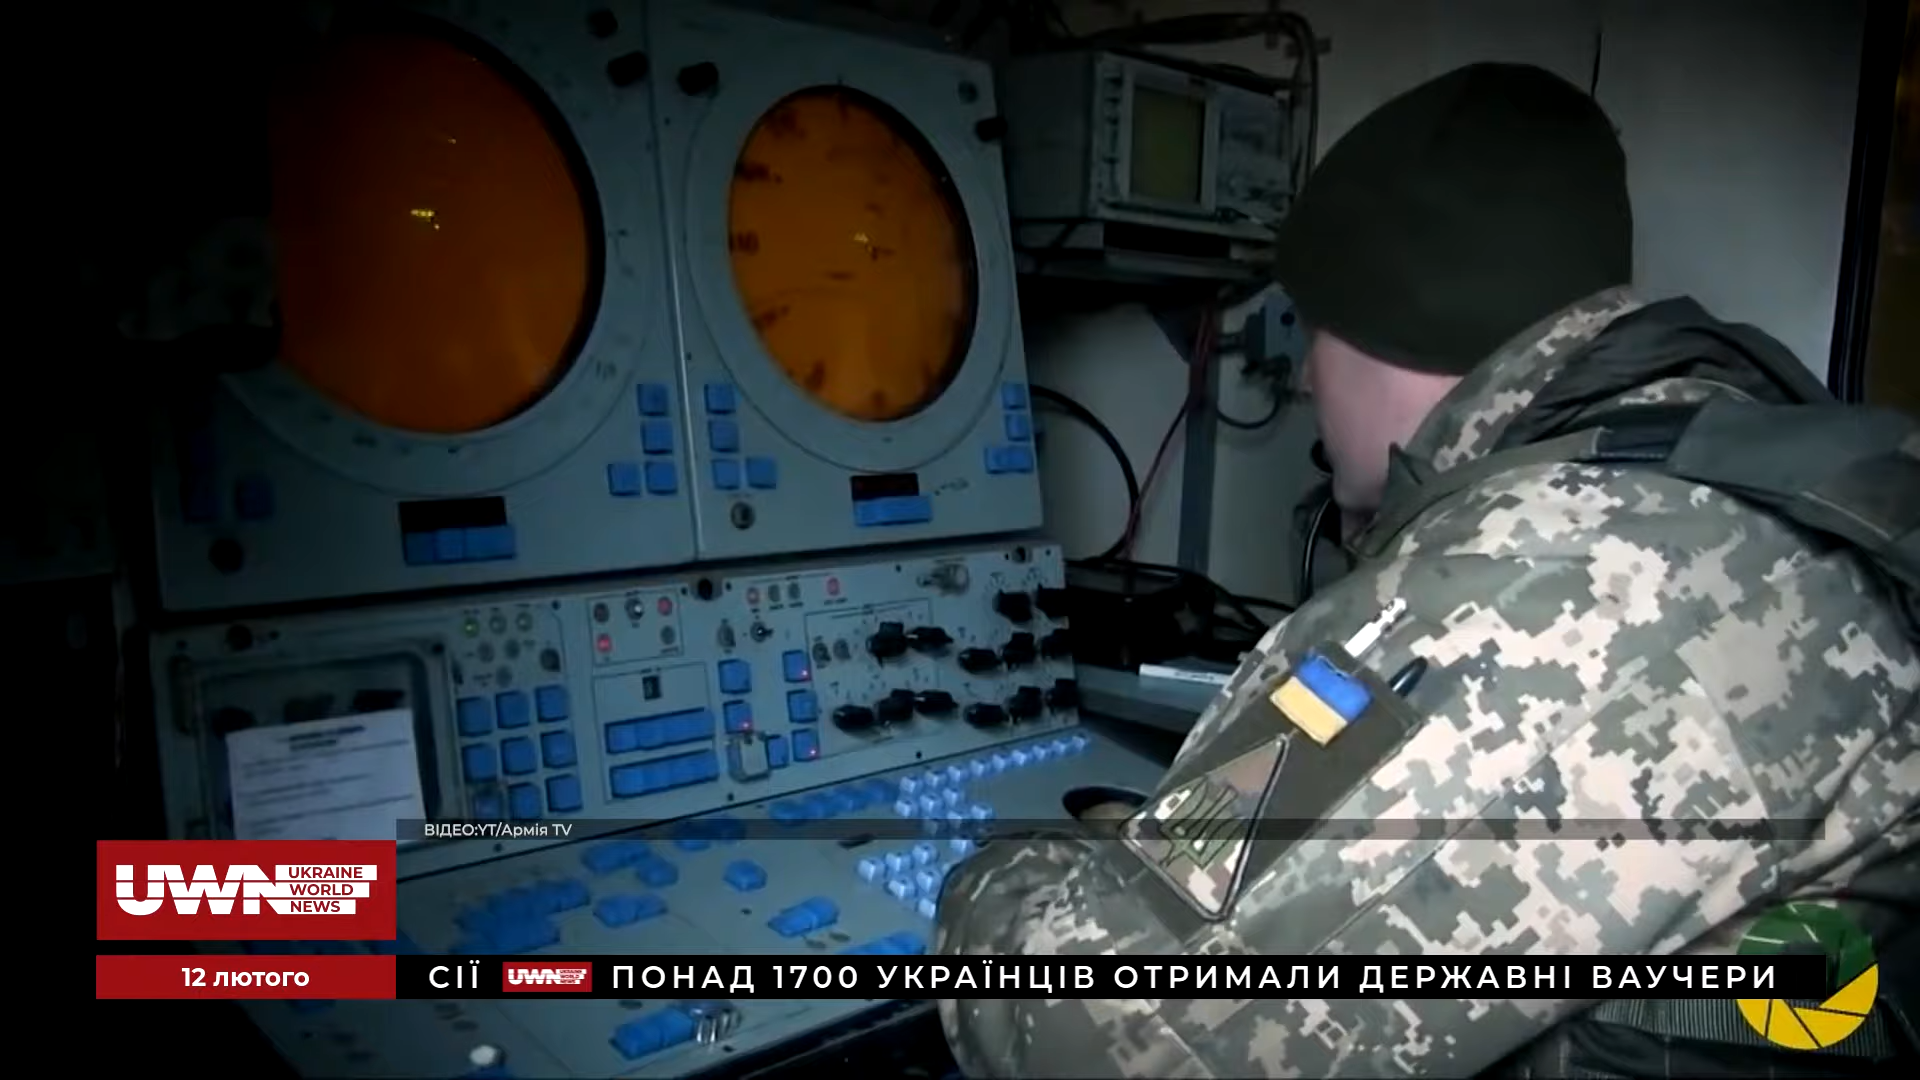 ВІДЕО:YT/Армія TV
UWN UKRAINE
WORLD
NEWS
12 лютого
СІЇ UWN ПОНАД 1700 УКРАЇНЦІВ ОТРИМАЛИ ДЕРЖАВНІ ВАУЧЕРИ